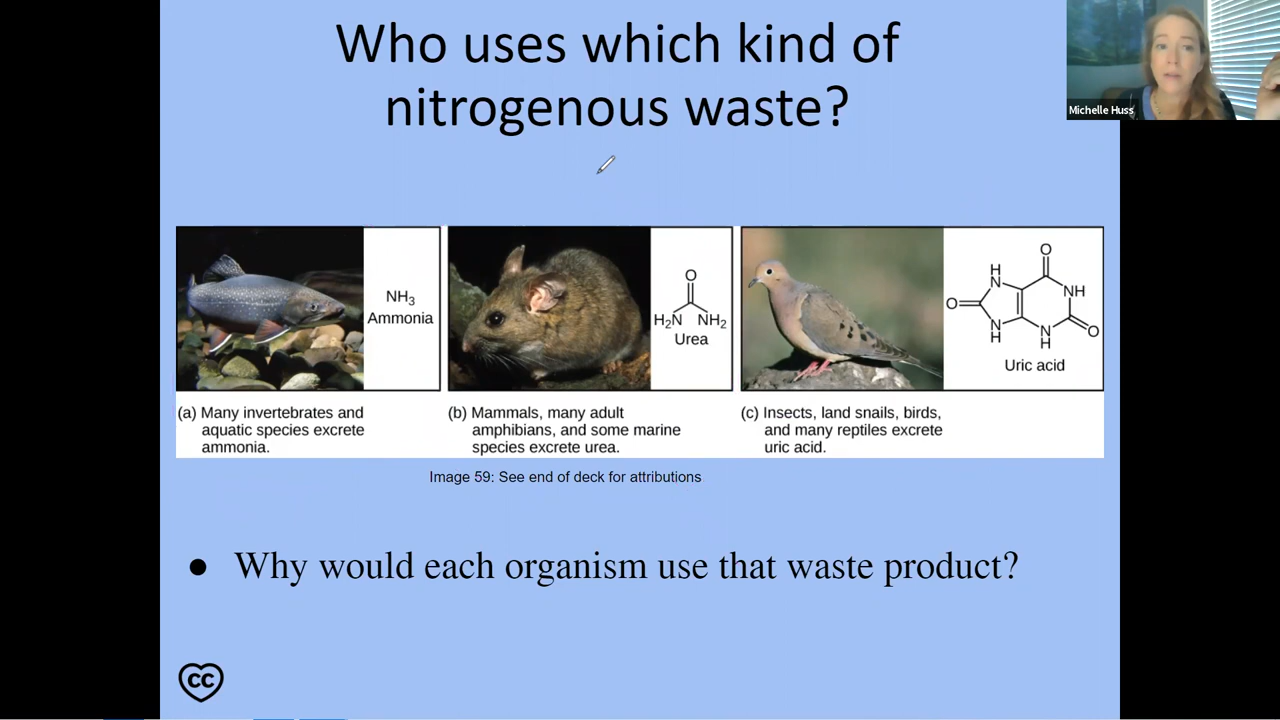 Who uses which kind of
nitrogenous waste?
Michelle Huss
NH3
Ammonia
O
H2N NH2
Urea
O
H
N
NH
O
N
H
N
H
O
Uric acid
(a) Many invertebrates and
aquatic species excrete
ammonia.
(b) Mammals, many adult
amphibians, and some marine
species excrete urea.
(c) Insects, land snails, birds,
and many reptiles excrete
uric acid.
Image 59: See end of deck for attributions
● Why would each organism use that waste product?
CC